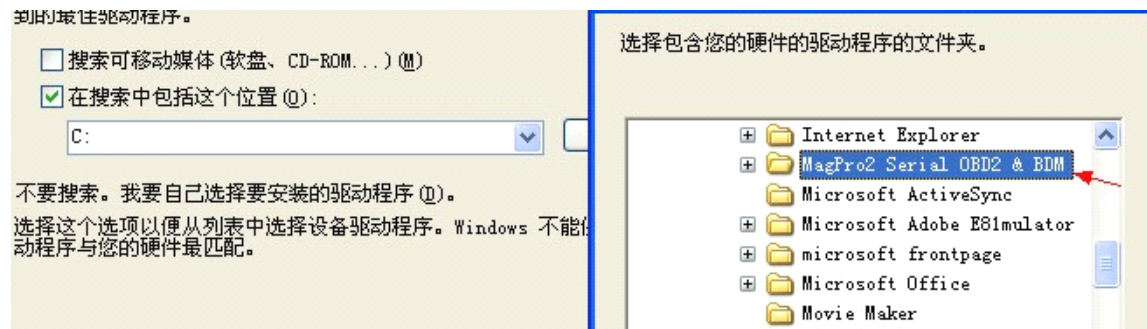 到的最佳驱动程序。
搜索可移动媒体(软盘、CD-ROM...)(M)
在搜索中包括这个位置(O):
C:
不要搜索。我要自己选择要安装的驱动程序(D)。
选择这个选项以便从列表中选择设备驱动程序。Windows 不能
动程序与您的硬件最匹配。
选择包含您的硬件的驱动程序的文件夹。
Internet Explorer
MagPro2 Serial OBD2 & BDM
Microsoft ActiveSync
Microsoft Adobe E81mulator
microsoft frontpage
Microsoft Office
Movie Maker